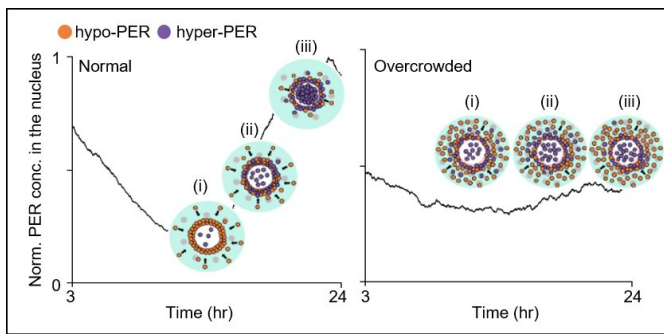 hypo-PER hyper-PER
Norm. PER conc. in the nucleus
1
0
Normal
(i)
(ii)
(iii)
3
24
Time (hr)
Overcrowded
(i) (ii) (iii)
3
24
Time (hr)